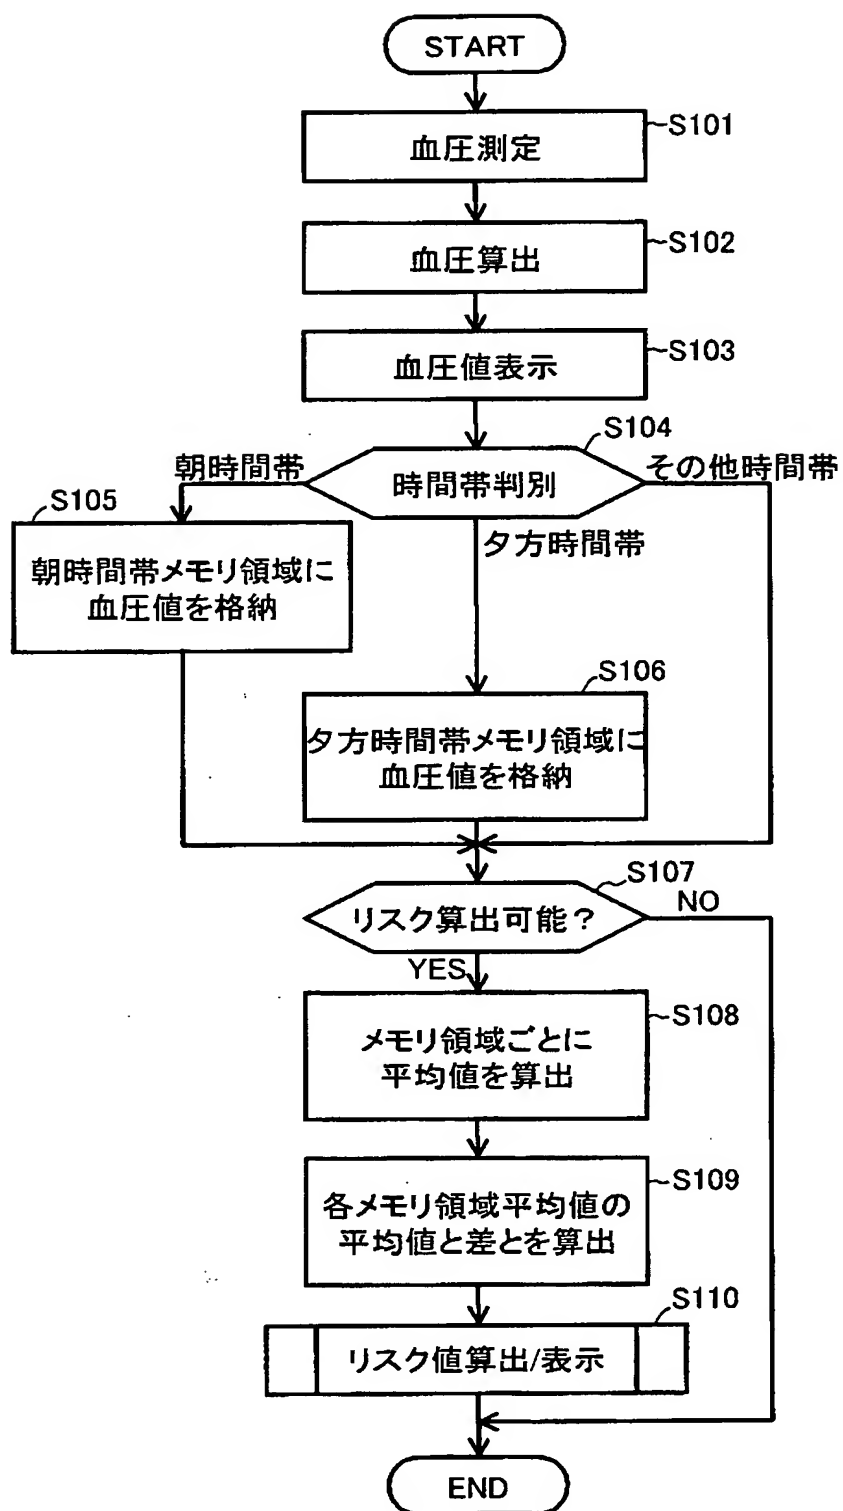 START
血圧測定
S101
血圧算出
S102
血圧値表示
S103
S104
朝時間帯
時間帯判別
その他時間帯
夕方時間帯
S105
朝時間帯メモリ領域に
血圧値を格納
S106
夕方時間帯メモリ領域に
血圧値を格納
S107
リスク算出可能？
NO
YES
メモリ領域ごとに
平均値を算出
S108
各メモリ領域平均値の
平均値と差とを算出
S109
S110
リスク値算出/表示
END